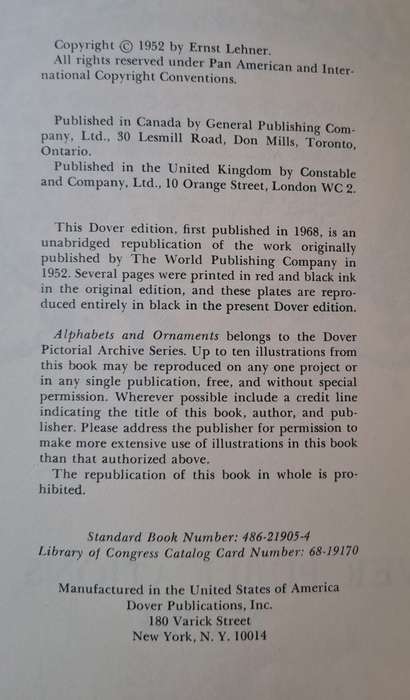 Copyright © 1952 by Ernst Lehner.
All rights reserved under Pan American and Inter-
national Copyright Conventions.
Published in Canada by General Publishing Com-
pany, Ltd., 30 Lesmill Road, Don Mills, Toronto,
Ontario.
Published in the United Kingdom by Constable
and Company, Ltd., 10 Orange Street, London WC 2.
This Dover edition, first published in 1968, is an
unabridged republication of the work originally
published by The World Publishing Company in
1952. Several pages were printed in red and black ink
in the original edition, and these plates are repro-
duced entirely in black in the present Dover edition.
Alphabets and Ornaments belongs to the Dover
Pictorial Archive Series. Up to ten illustrations from
this book may be reproduced on any one project or
in any single publication, free, and without special
permission. Wherever possible include a credit line
indicating the title of this book, author, and pub-
lisher. Please address the publisher for permission to
make more extensive use of illustrations in this book
than that authorized above.
The republication of this book in whole is pro-
hibited.
Standard Book Number: 486-21905-4
Library of Congress Catalog Card Number: 68-19170
Manufactured in the United States of America
Dover Publications, Inc.
180 Varick Street
New York, N. Y. 10014